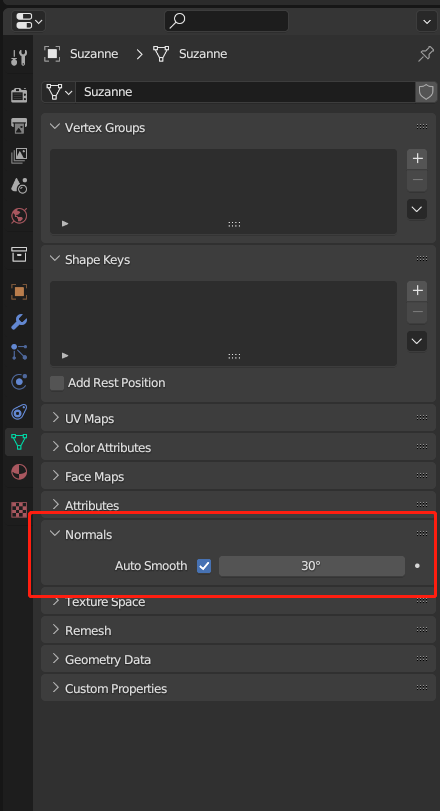 Suzanne > Suzanne
Suzanne
Vertex Groups
Shape Keys
Add Rest Position
UV Maps
Color Attributes
Face Maps
Attributes
Normals
Auto Smooth 30°
Texture Space
Remesh
Geometry Data
Custom Properties